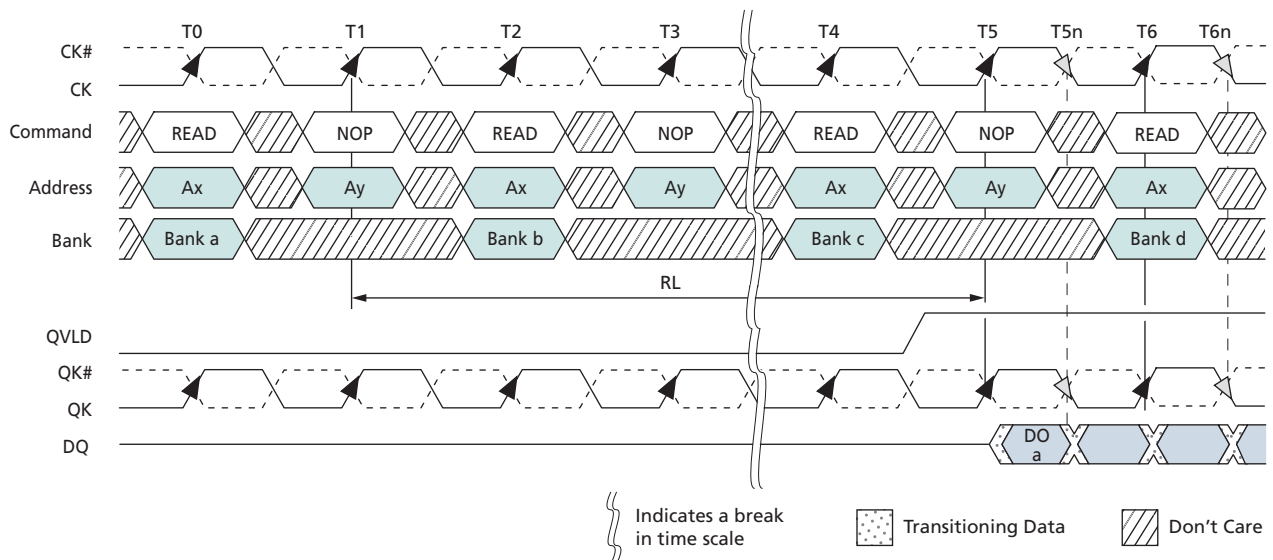 T0 T1 T2 T3 T4 T5 T5n T6 T6n
CK#
CK
Command READ NOP READ NOP READ NOP READ
Address Ax Ay Ax Ay Ax Ay Ax
Bank Bank a Bank b Bank c Bank d
RL
QVLD
QK#
QK
DQ DO
a
Indicates a break
in time scale
Transitioning Data
Don't Care